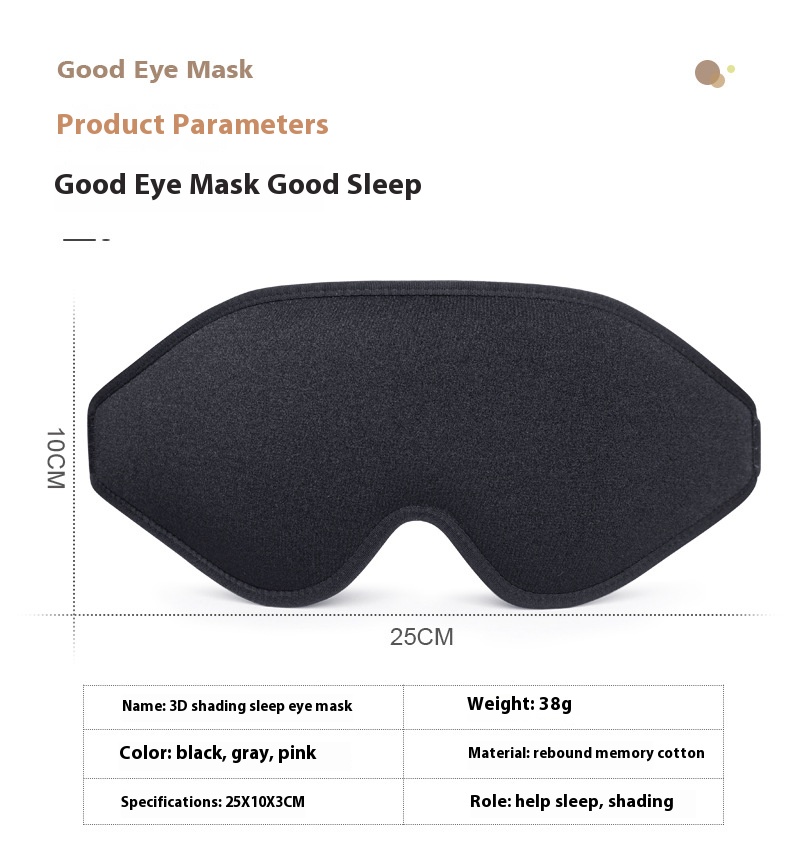 Good Eye Mask
Product Parameters
Good Eye Mask Good Sleep
10CM
25CM
Name: 3D shading sleep eye mask
Weight: 38g
Color: black, gray, pink
Material: rebound memory cotton
Specifications: 25X10X3CM
Role: help sleep, shading